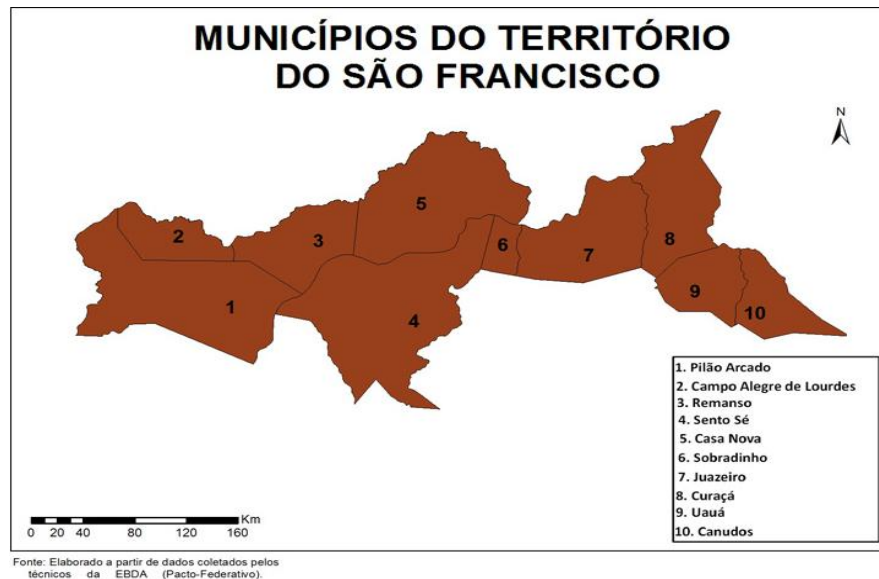 MUNICÍPIOS DO TERRITÓRIO
DO SÃO FRANCISCO
N
5
2
3
6
7
8
1
4
9
10
1. Pilão Arcado
2. Campo Alegre de Lourdes
3. Remanso
4. Sento Sé
5. Casa Nova
6. Sobradinho
7. Juazeiro
8. Curaçá
9. Uauá
10. Canudos
Km
0 20 40 80 120 160
Fonte: Elaborado a partir de dados coletados pelos
técnicos da EBDA (Pacto-Federativo).